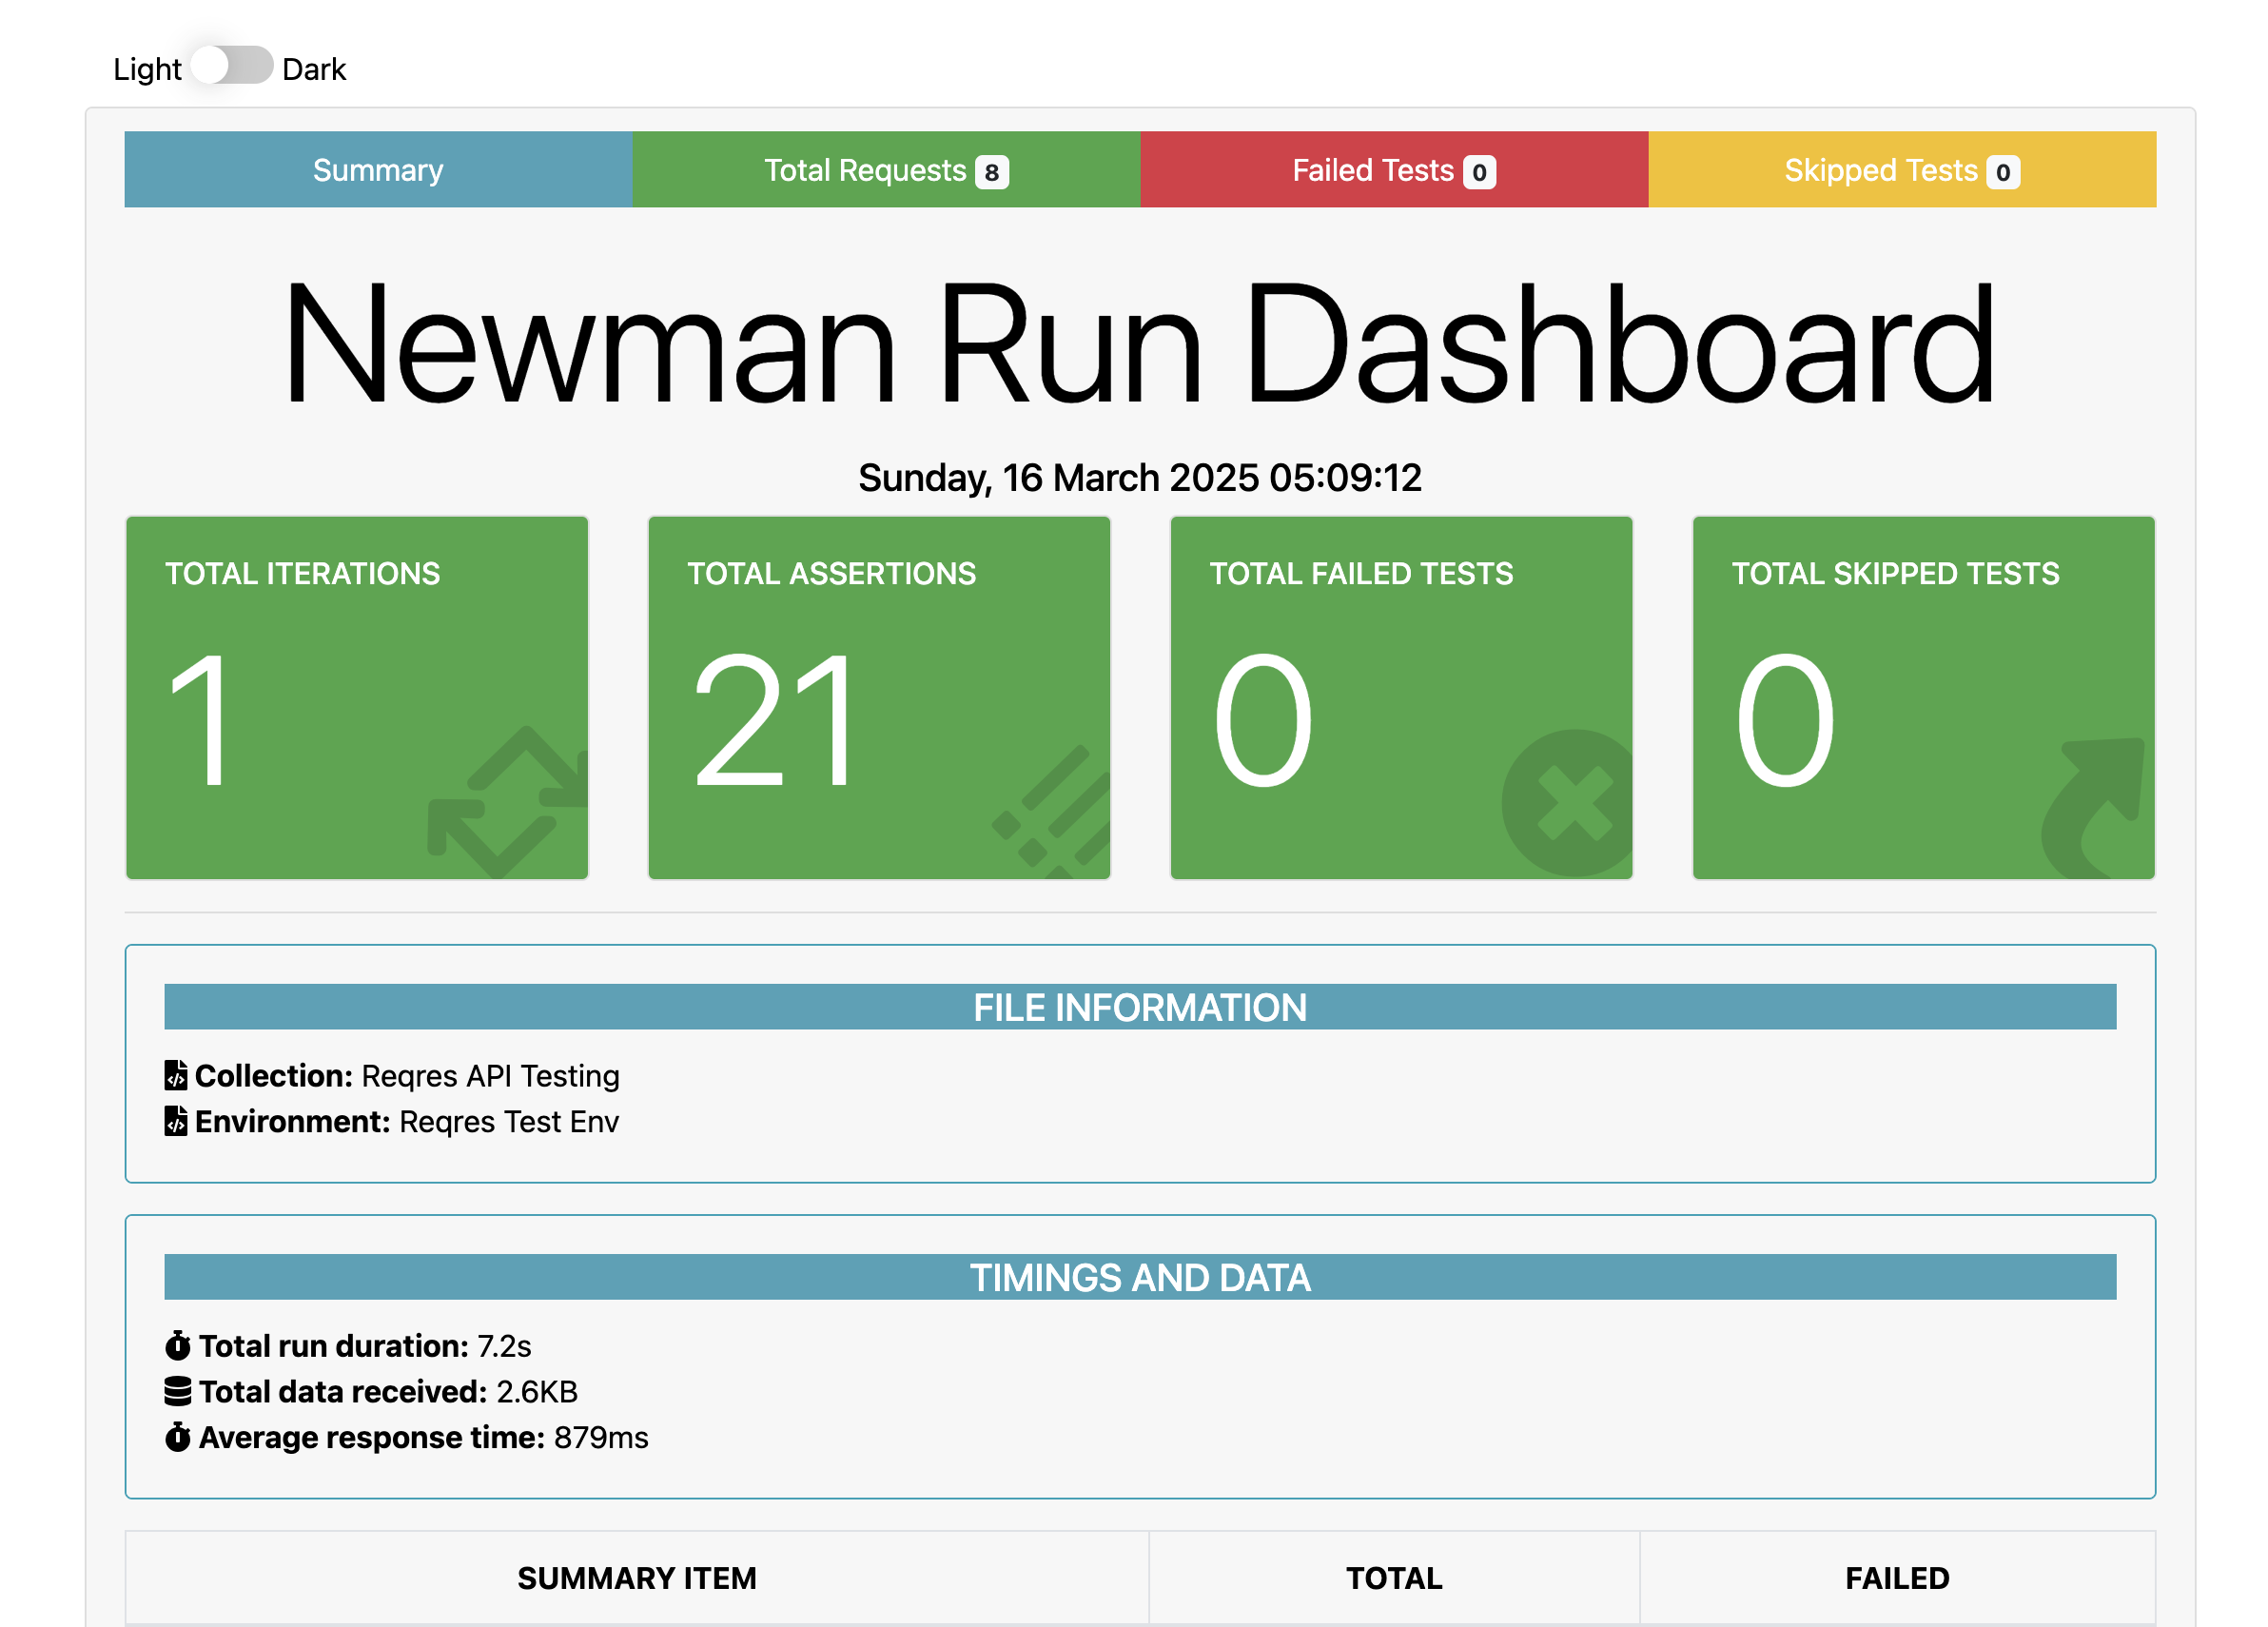 Light Dark
Summary Total Requests 8 Failed Tests 0 Skipped Tests 0
Newman Run Dashboard
Sunday, 16 March 2025 05:09:12
TOTAL ITERATIONS
1
TOTAL ASSERTIONS
21
TOTAL FAILED TESTS
0
TOTAL SKIPPED TESTS
0
FILE INFORMATION
Collection: Reqres API Testing
Environment: Reqres Test Env
TIMINGS AND DATA
Total run duration: 7.2s
Total data received: 2.6KB
Average response time: 879ms
SUMMARY ITEM TOTAL FAILED